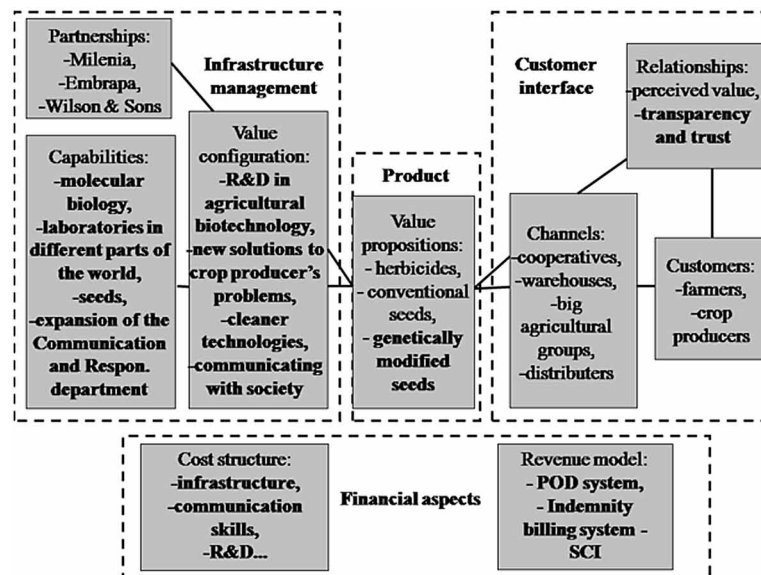 Partnerships:
-Milenia,
-Embrapa,
-Wilson & Sons
Infrastructure
management
Capabilities:
-molecular
biology,
-laboratories in
different parts of
the world,
-seeds,
-expansion of the
Communication
and Respon.
department
Value
configuration:
-R&D in
agricultural
biotechnology,
-new solutions to
crop producer's
problems,
-cleaner
technologies,
-communicating
with society
Product
Value
propositions:
- herbicides,
- conventional
seeds,
- genetically
modified
seeds
Customer
interface
Relationships:
-perceived value,
-transparency
and trust
Channels:
-cooperatives,
-warehouses,
-big
agricultural
groups,
-distributers
Customers:
-farmers,
-crop
producers
Cost structure:
-infrastructure,
-communication
skills,
-R&D...
Financial aspects
Revenue model:
- POD system,
- Indemnity
billing system -
SCI